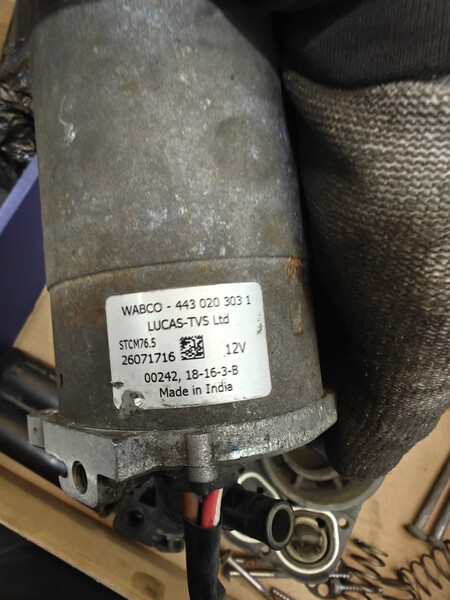 WABCO - 443 020 303 1
LUCAS-TVS Ltd
STCM76.5
26071716 12V
00242, 18-16-3-B
Made in India